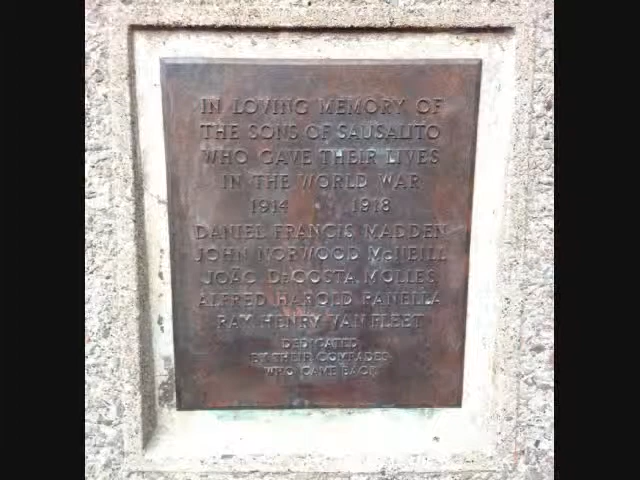 IN LOVING MEMORY OF
THE SONS OF SAUSALITO
WHO GAVE THEIR LIVES
IN THE WORLD WAR
1914 1918
DANIEL FRANCIS MADDEN
JOHN NORWOOD McNEILL
JOÃO DeCOSTA MOLLES
ALFRED HAROLD RANELLA
RAY HENRY VAN FLEET
DEDICATED
BY THEIR COMRADES
WHO CAME BACK